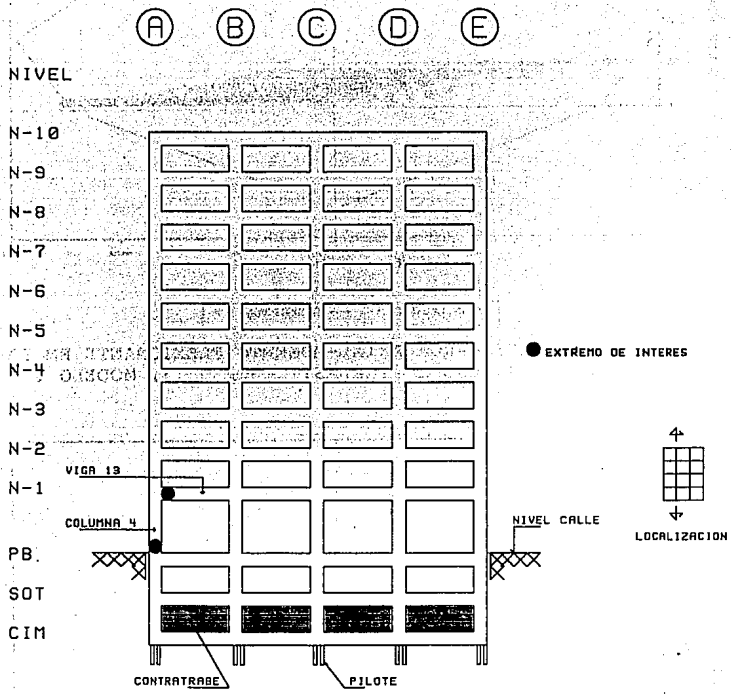 A B C D E
NIVEL
N-10
N-9
N-8
N-7
N-6
N-5
EXTREMO DE INTERES
N-4
N-3
N-2
VIGA 13
N-1
COLUMNA 4
NIVEL CALLE
LOCALIZACION
PB.
SOT
CIM
CONTRATRABE
PILOTE